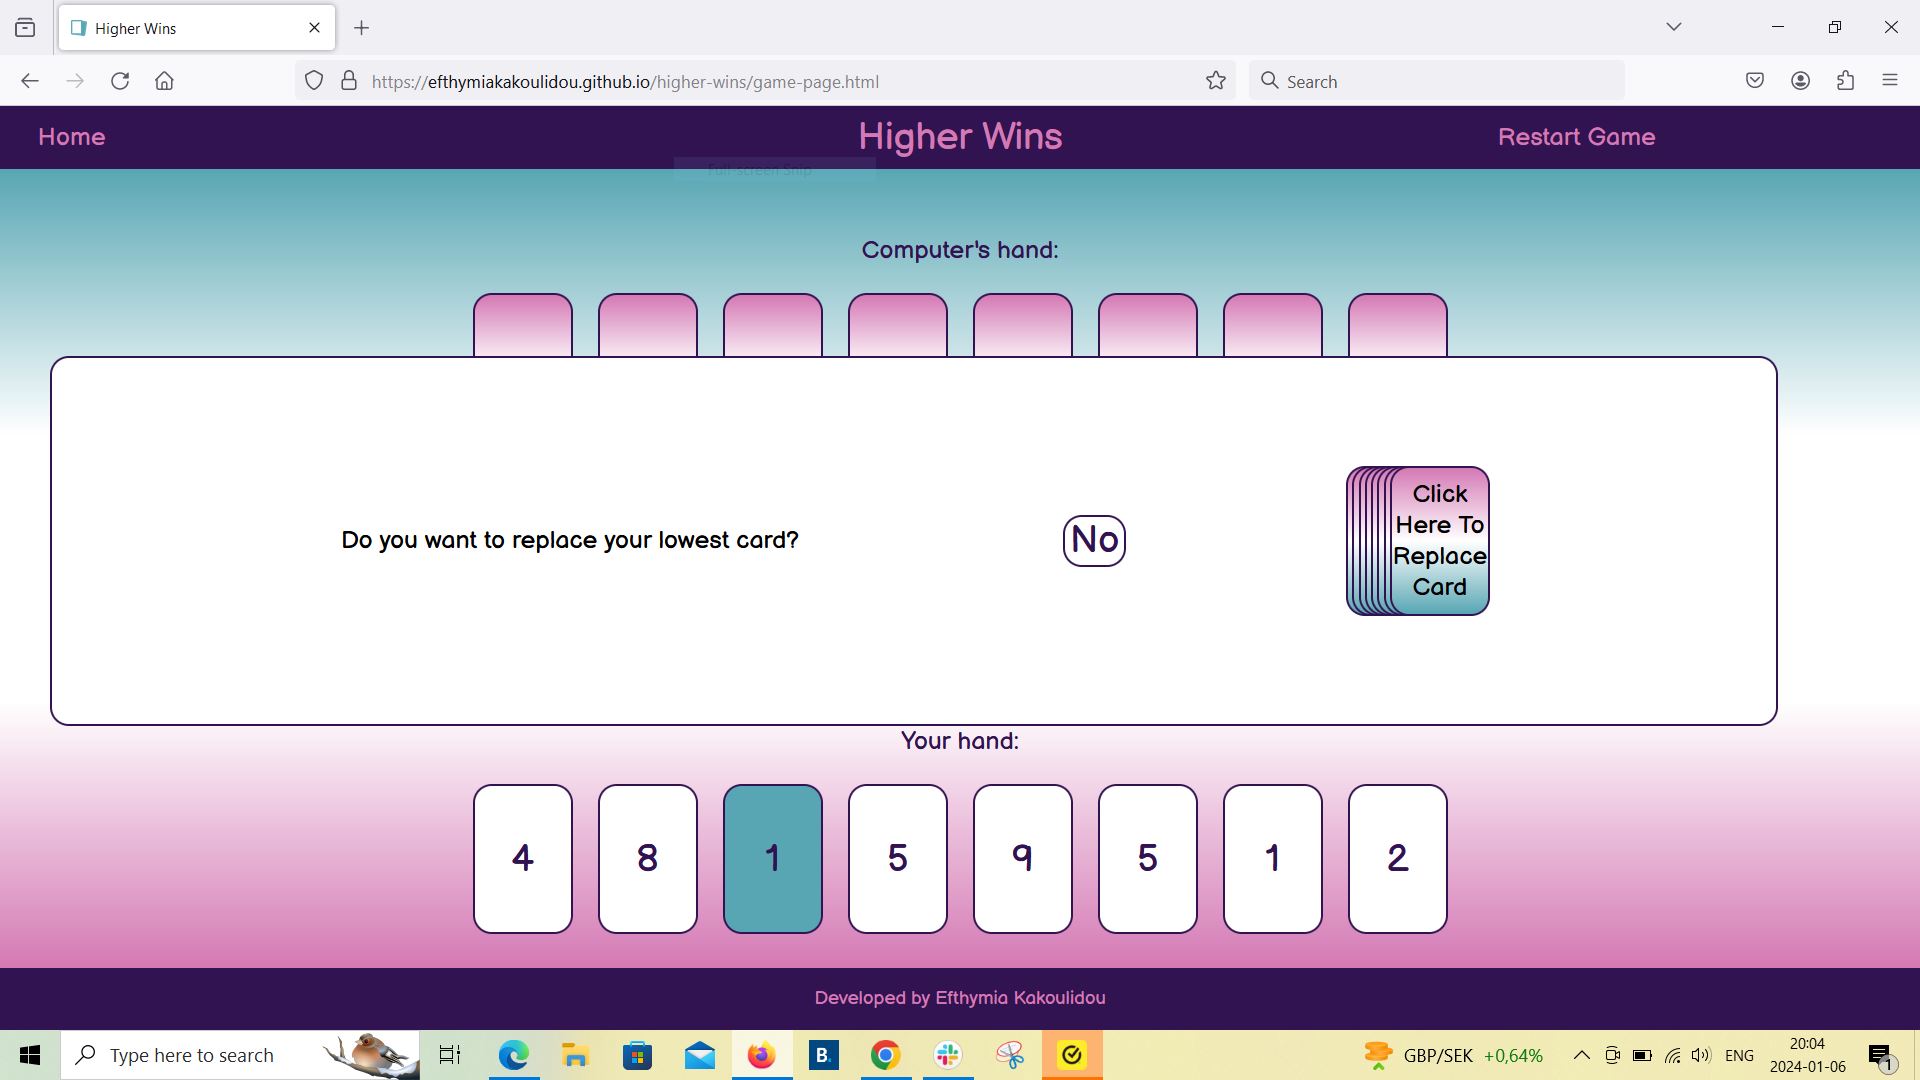 Higher Wins
https://efthymiakakoulidou.github.io/higher-wins/game-page.html
Search
Home
Higher Wins
Restart Game
Full-screen Snip
Computer's hand:
Do you want to replace your lowest card?
No
Click
Here To
Replace
Card
Your hand:
4 8 1 5 9 5 1 2
Developed by Efthymia Kakoulidou
Type here to search
B.
GBP/SEK +0,64%
ENG
20:04
2024-01-06
1